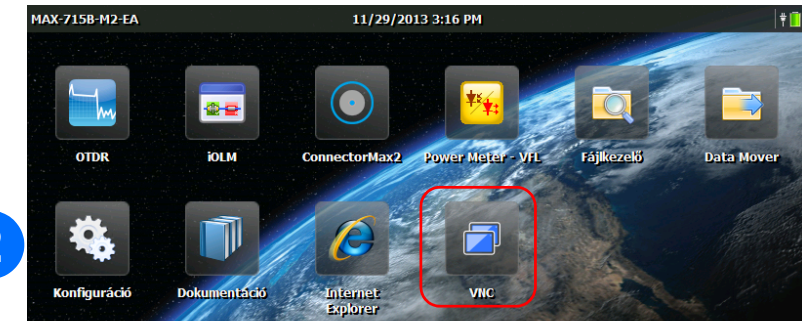 MAX-715B-M2-EA 11/29/2013 3:16 PM
OTDR iOLM ConnectorMax2 Power Meter - VFL Fájlkezelő Data Mover
Konfiguráció Dokumentáció Internet Explorer VNC